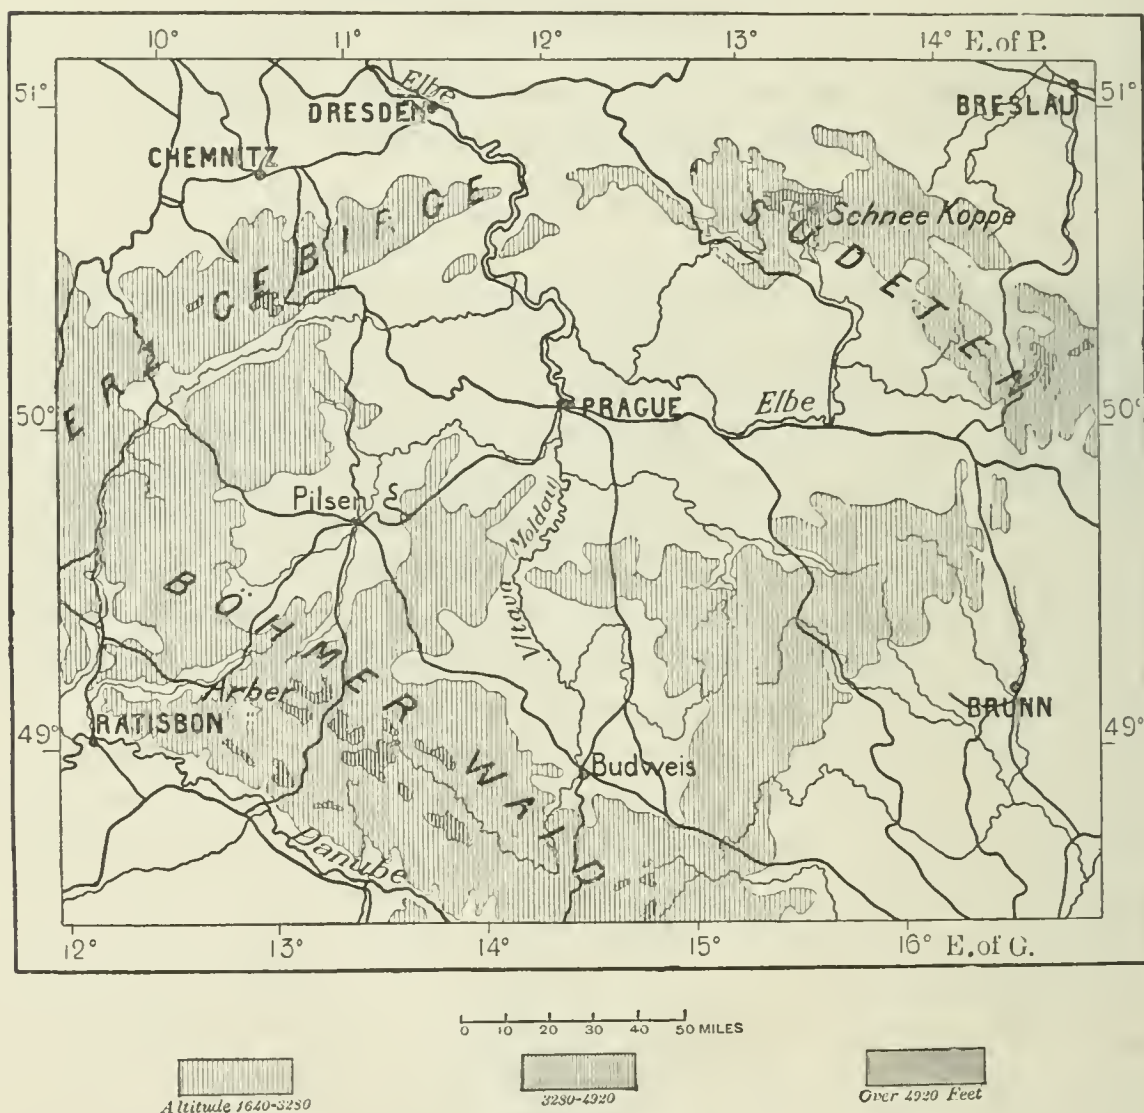 10° 11° 12° 13° 14° E. of P.
51° 51°
Elbe
DRESDEN
BRESLAU
CHEMNITZ
ERZ GEBIRGE
SUDETEN
Schnee Koppe
50° 50°
PRAGUE
Elbe
Pilsen
Moldau
Vltava
BÖHMER WALD
Arber
RATISBON
BRUNN
49° 49°
Budweis
Danube
12° 13° 14° 15° 16° E. of G.
0 10 20 30 40 50 MILES
Altitude 1640-3280
3280-4920
Over 4920 Feet